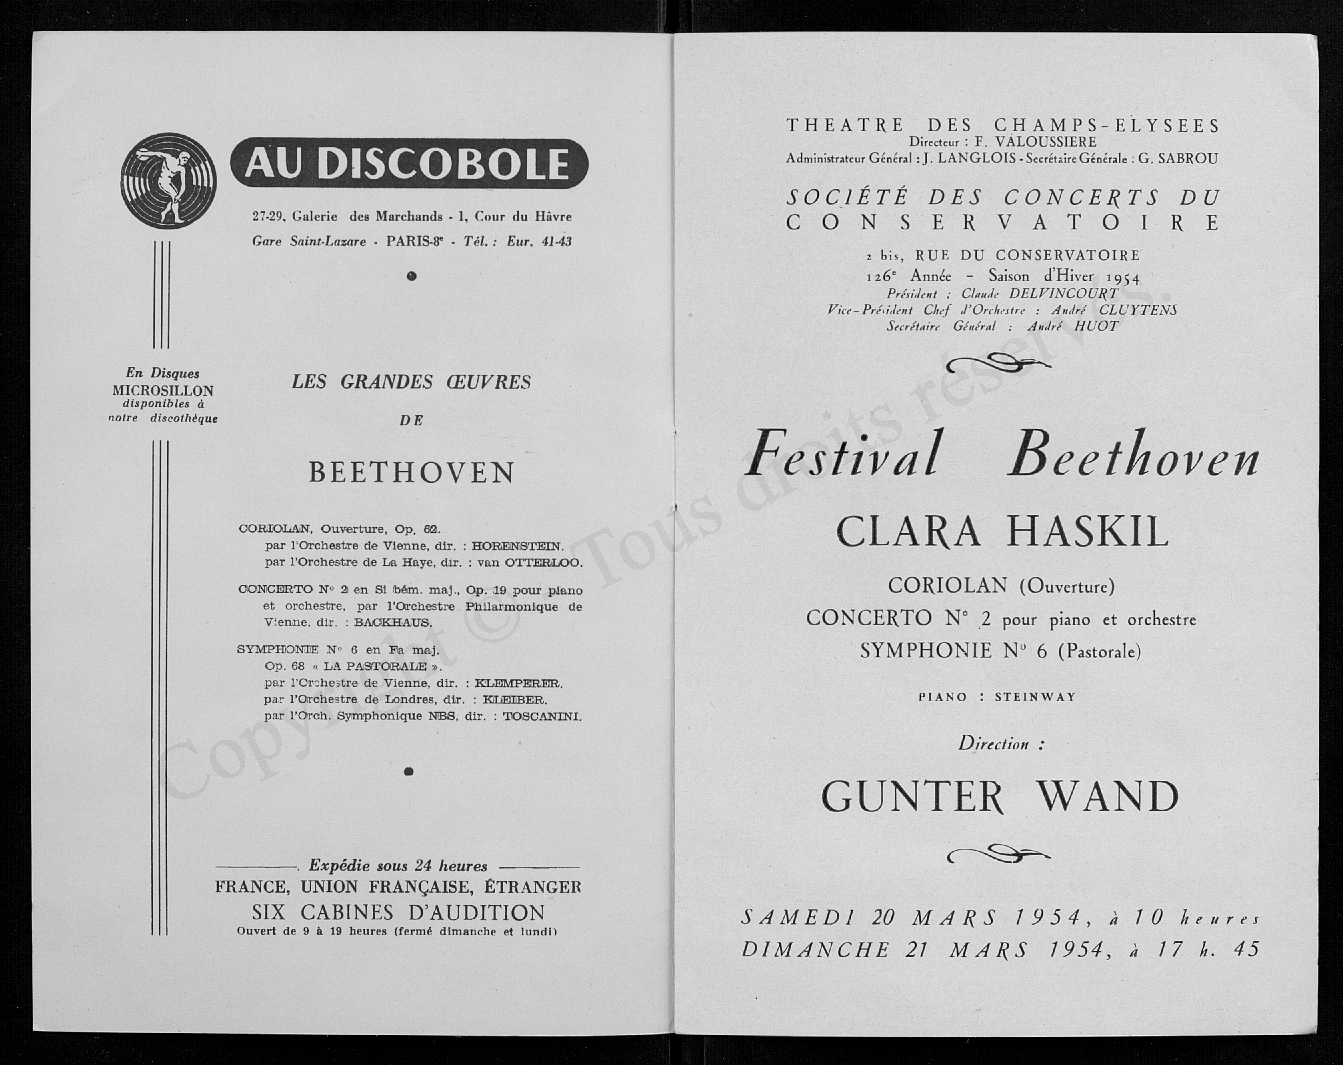 AU DISCOBOLE
27-29, Galerie des Marchands - 1, Cour du Hâvre
Gare Saint-Lazare - PARIS-8e - Tél. : Eur. 41-43
En Disques
MICROSILLON
disponibles à
notre discothèque
LES GRANDES ŒUVRES
DE
BEETHOVEN
CORIOLAN, Ouverture, Op. 62.
par l'Orchestre de Vienne, dir. : HORENSTEIN.
par l'Orchestre de La Haye, dir. : van OTTERLOO.
CONCERTO No 2 en Si bém. maj., Op. 19 pour piano
et orchestre, par l'Orchestre Philarmonique de
Vienne, dir. : BACKHAUS.
SYMPHONIE No 6 en Fa maj.
Op. 68 « LA PASTORALE ».
par l'Orchestre de Vienne, dir. : KLEMPERER.
par l'Orchestre de Londres, dir. : KLEIBER.
par l'Orch. Symphonique NBS, dir. : TOSCANINI.
Expédie sous 24 heures
FRANCE, UNION FRANÇAISE, ÉTRANGER
SIX CABINES D'AUDITION
Ouvert de 9 à 19 heures (fermé dimanche et lundi)
THEATRE DES CHAMPS-ELYSEES
Directeur : F. VALOUSSIERE
Administrateur Général : J. LANGLOIS - Secrétaire Générale : G. SABROU
SOCIÉTÉ DES CONCERTS DU
CONSERVATOIRE
2 bis, RUE DU CONSERVATOIRE
126e Année - Saison d'Hiver 1954
Président : Claude DELVINCOURT
Vice-Président Chef d'Orchestre : André CLUYTENS
Secrétaire Général : André HUOT
Festival Beethoven
CLARA HASKIL
CORIOLAN (Ouverture)
CONCERTO No 2 pour piano et orchestre
SYMPHONIE No 6 (Pastorale)
PIANO : STEINWAY
Direction :
GUNTER WAND
SAMEDI 20 MARS 1954, à 10 heures
DIMANCHE 21 MARS 1954, à 17 h. 45
Copyright © Tous droits réservés.